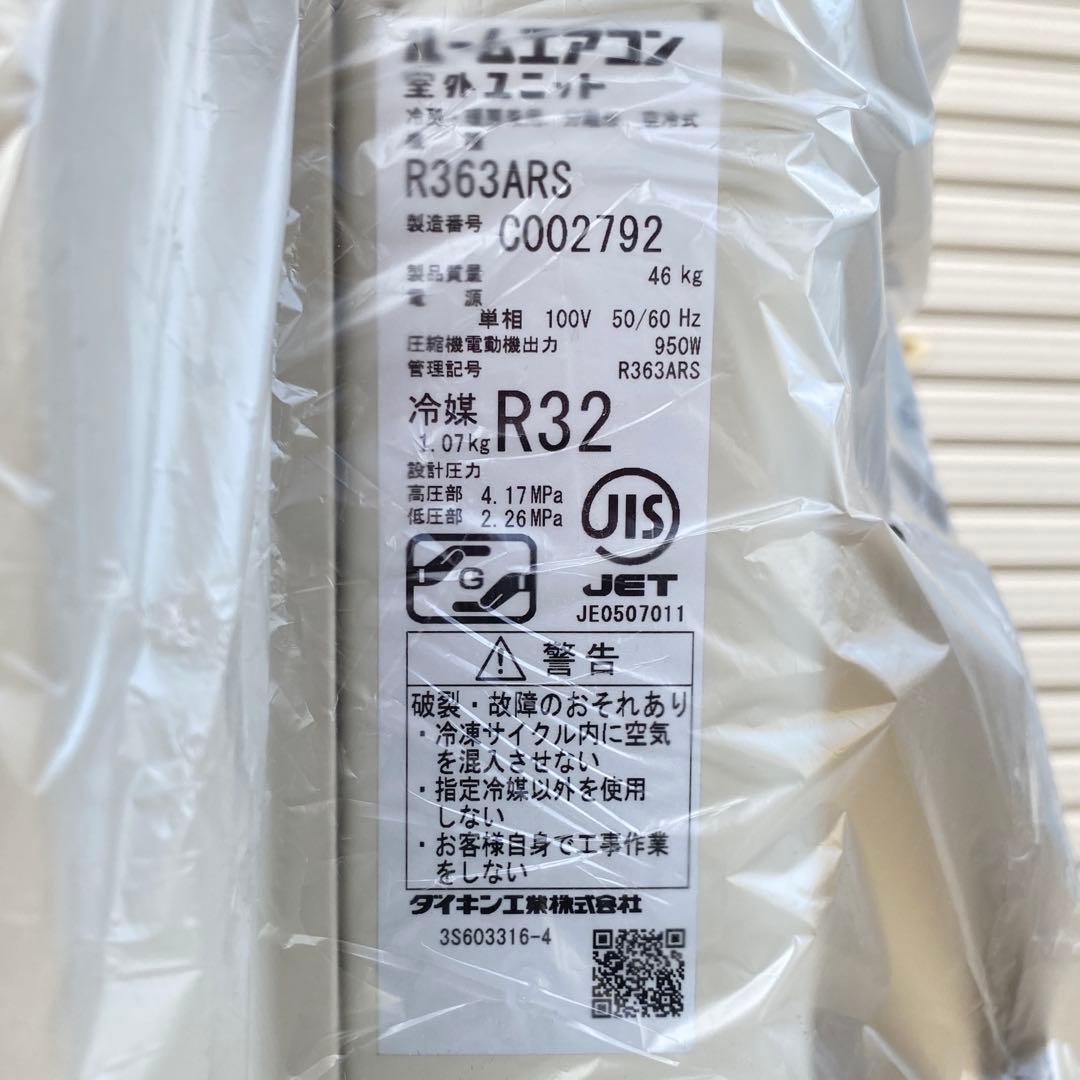 ルームエアコン
室外ユニット
R363ARS
製造番号 C002792
製品質量 46 kg
電 源
単相 100V 50/60 Hz
圧縮機電動機出力 950W
管理記号 R363ARS
冷媒 R32
1.07kg
設計圧力
高圧部 4.17MPa
低圧部 2.26MPa
JIS
G
JET
JE0507011
警告
破裂・故障のおそれあり
・冷凍サイクル内に空気
を混入させない
・指定冷媒以外を使用
しない
・お客様自身で工事作業
をしない
ダイキン工業株式会社
3S603316-4